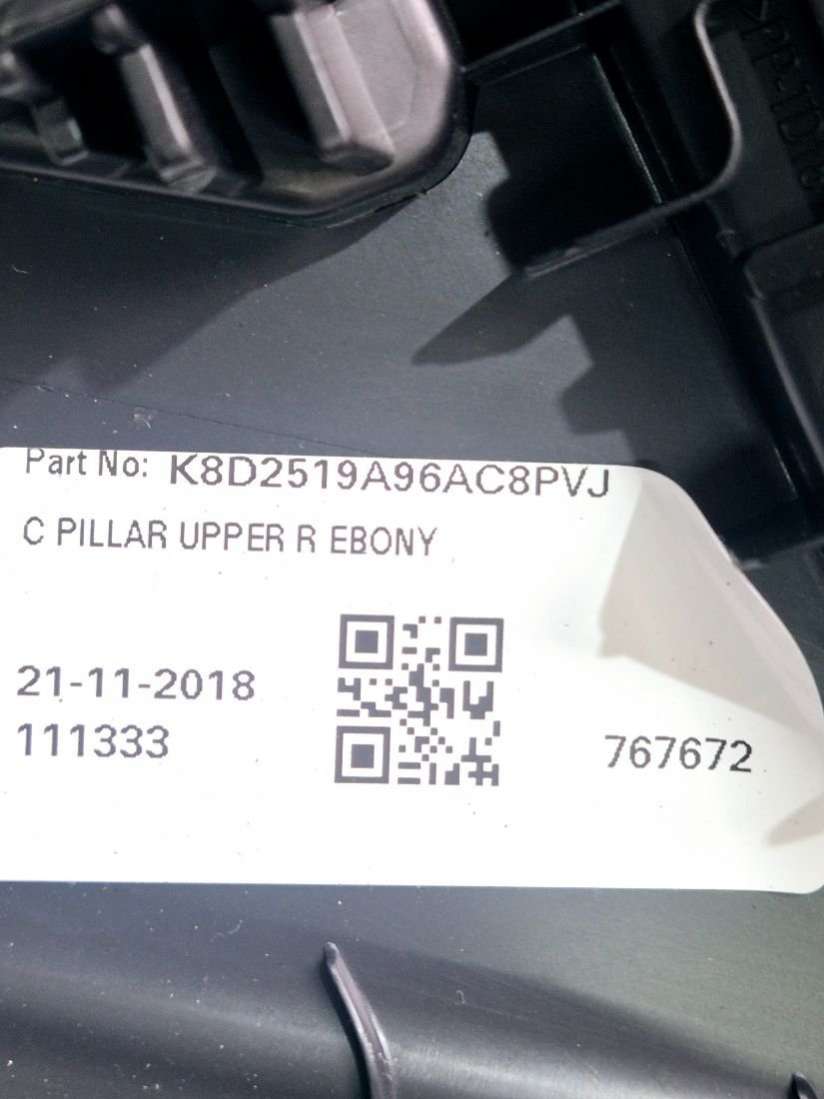 Part No: K8D2519A96AC8PVJ
C PILLAR UPPER R EBONY
21-11-2018
111333
767672